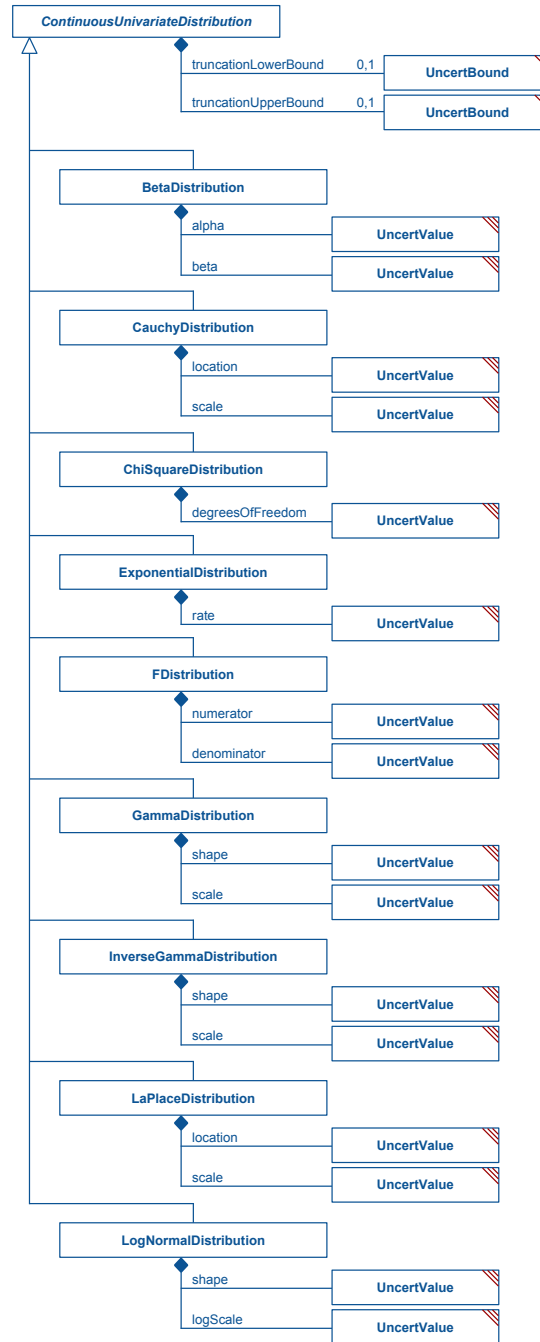 ContinuousUnivariateDistribution
truncationLowerBound 0,1 UncertBound
truncationUpperBound 0,1 UncertBound
BetaDistribution
alpha UncertValue
beta UncertValue
CauchyDistribution
location UncertValue
scale UncertValue
ChiSquareDistribution
degreesOfFreedom UncertValue
ExponentialDistribution
rate UncertValue
FDistribution
numerator UncertValue
denominator UncertValue
GammaDistribution
shape UncertValue
scale UncertValue
InverseGammaDistribution
shape UncertValue
scale UncertValue
LaPlaceDistribution
location UncertValue
scale UncertValue
LogNormalDistribution
shape UncertValue
logScale UncertValue